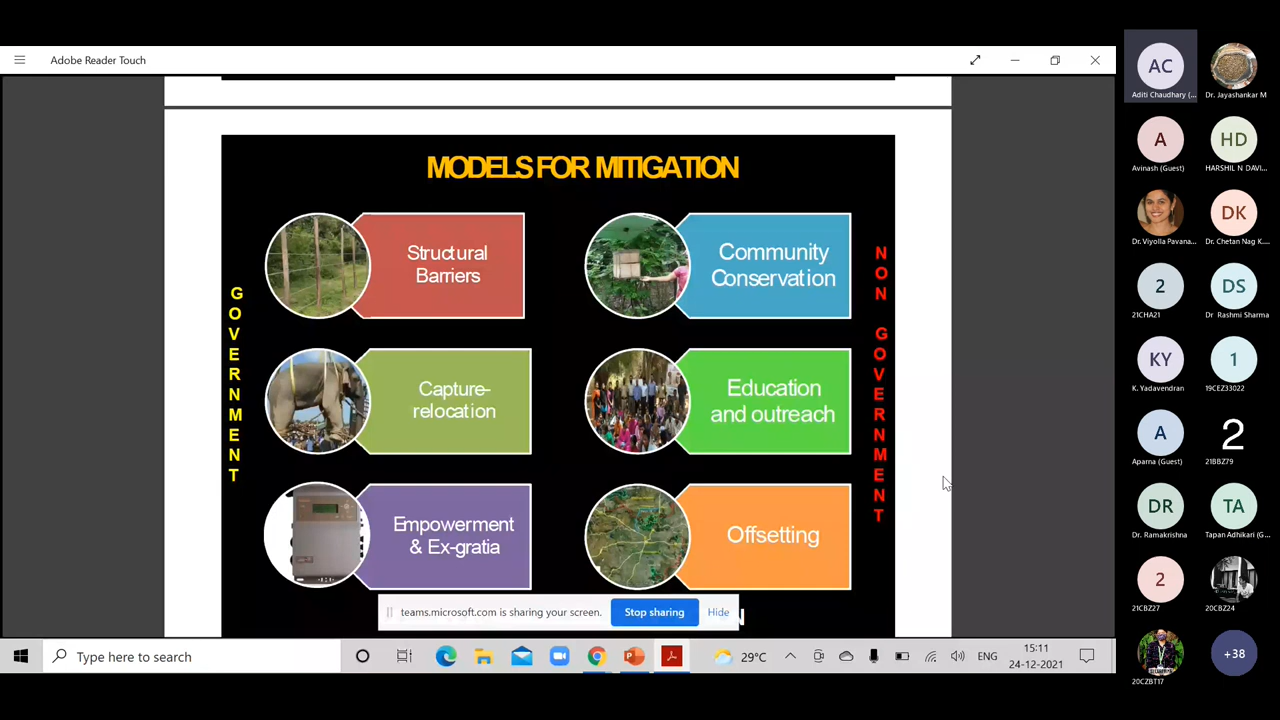 Adobe Reader Touch
MODELS FOR MITIGATION
GOVERNMENT
Structural
Barriers
Capture-
relocation
Empowerment
& Ex-gratia
Community
Conservation
Education
and outreach
Offsetting
NON GOVERNMENT
teams.microsoft.com is sharing your screen.
Stop sharing
Hide
Type here to search
29°C
ENG
15:11
24-12-2021
AC
Aditi Chaudhary (...
Dr. Jayashankar M
A
Avinash (Guest)
HD
HARSHIL N DAVI...
Dr. Viyolla Pavana...
DK
Dr. Chetan Nag K....
2
21CHA21
DS
Dr Rashmi Sharma
KY
K. Yadavendran
1
19CEZ33022
A
Aparna (Guest)
2
21BBZ79
DR
Dr. Ramakrishna
TA
Tapan Adhikari (G...
2
21CBZ27
20CBZ24
20CZBT17
+38